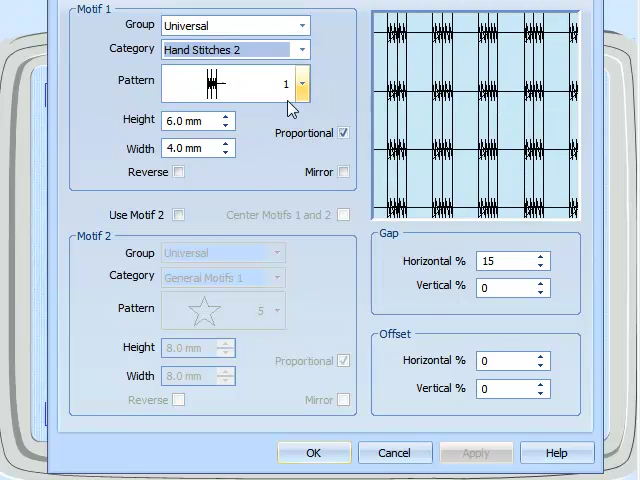 Motif 1
Group Universal
Category Hand Stitches 2
Pattern 1
Height 6.0 mm
Proportional
Width 4.0 mm
Reverse Mirror
Use Motif 2 Center Motifs 1 and 2
Motif 2
Group Universal
Category General Motifs 1
Pattern 5
Height 8.0 mm
Proportional
Width 8.0 mm
Reverse Mirror
Gap
Horizontal % 15
Vertical % 0
Offset
Horizontal % 0
Vertical % 0
OK Cancel Apply Help